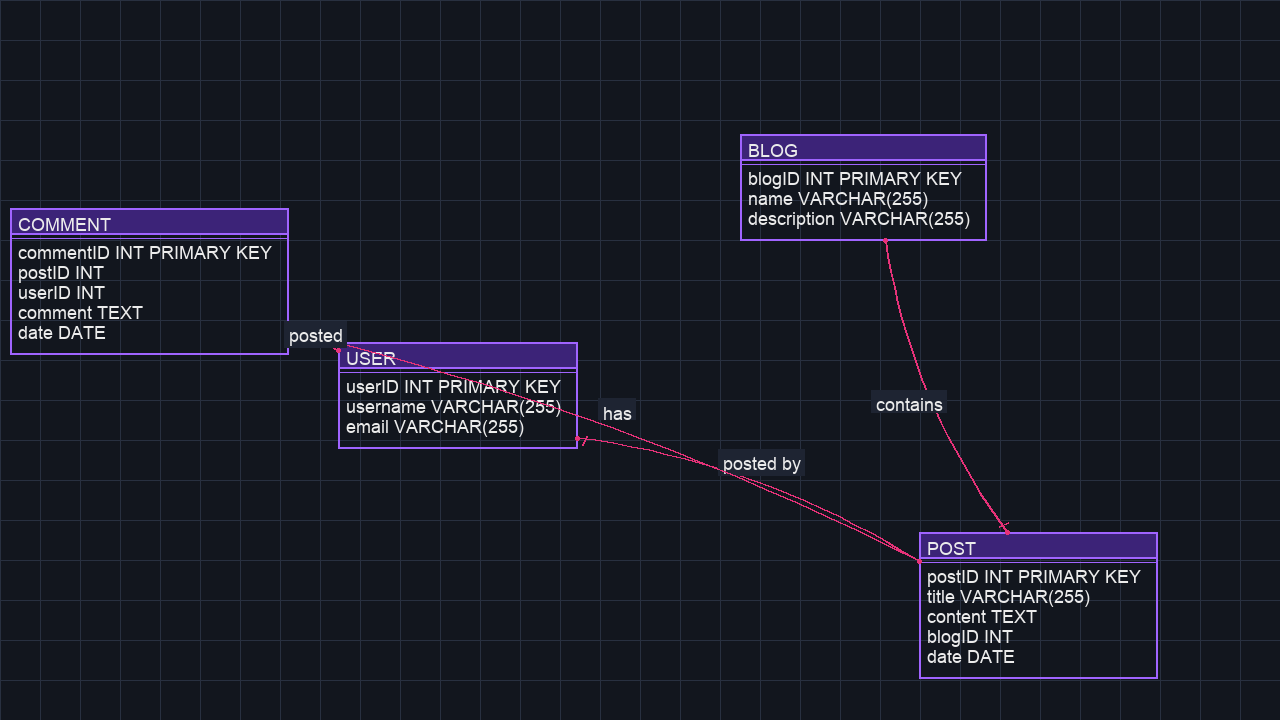 BLOG
blogID INT PRIMARY KEY
name VARCHAR(255)
description VARCHAR(255)
COMMENT
commentID INT PRIMARY KEY
postID INT
userID INT
comment TEXT
date DATE
posted
USER
userID INT PRIMARY KEY
username VARCHAR(255)
email VARCHAR(255)
has
contains
posted by
POST
postID INT PRIMARY KEY
title VARCHAR(255)
content TEXT
blogID INT
date DATE